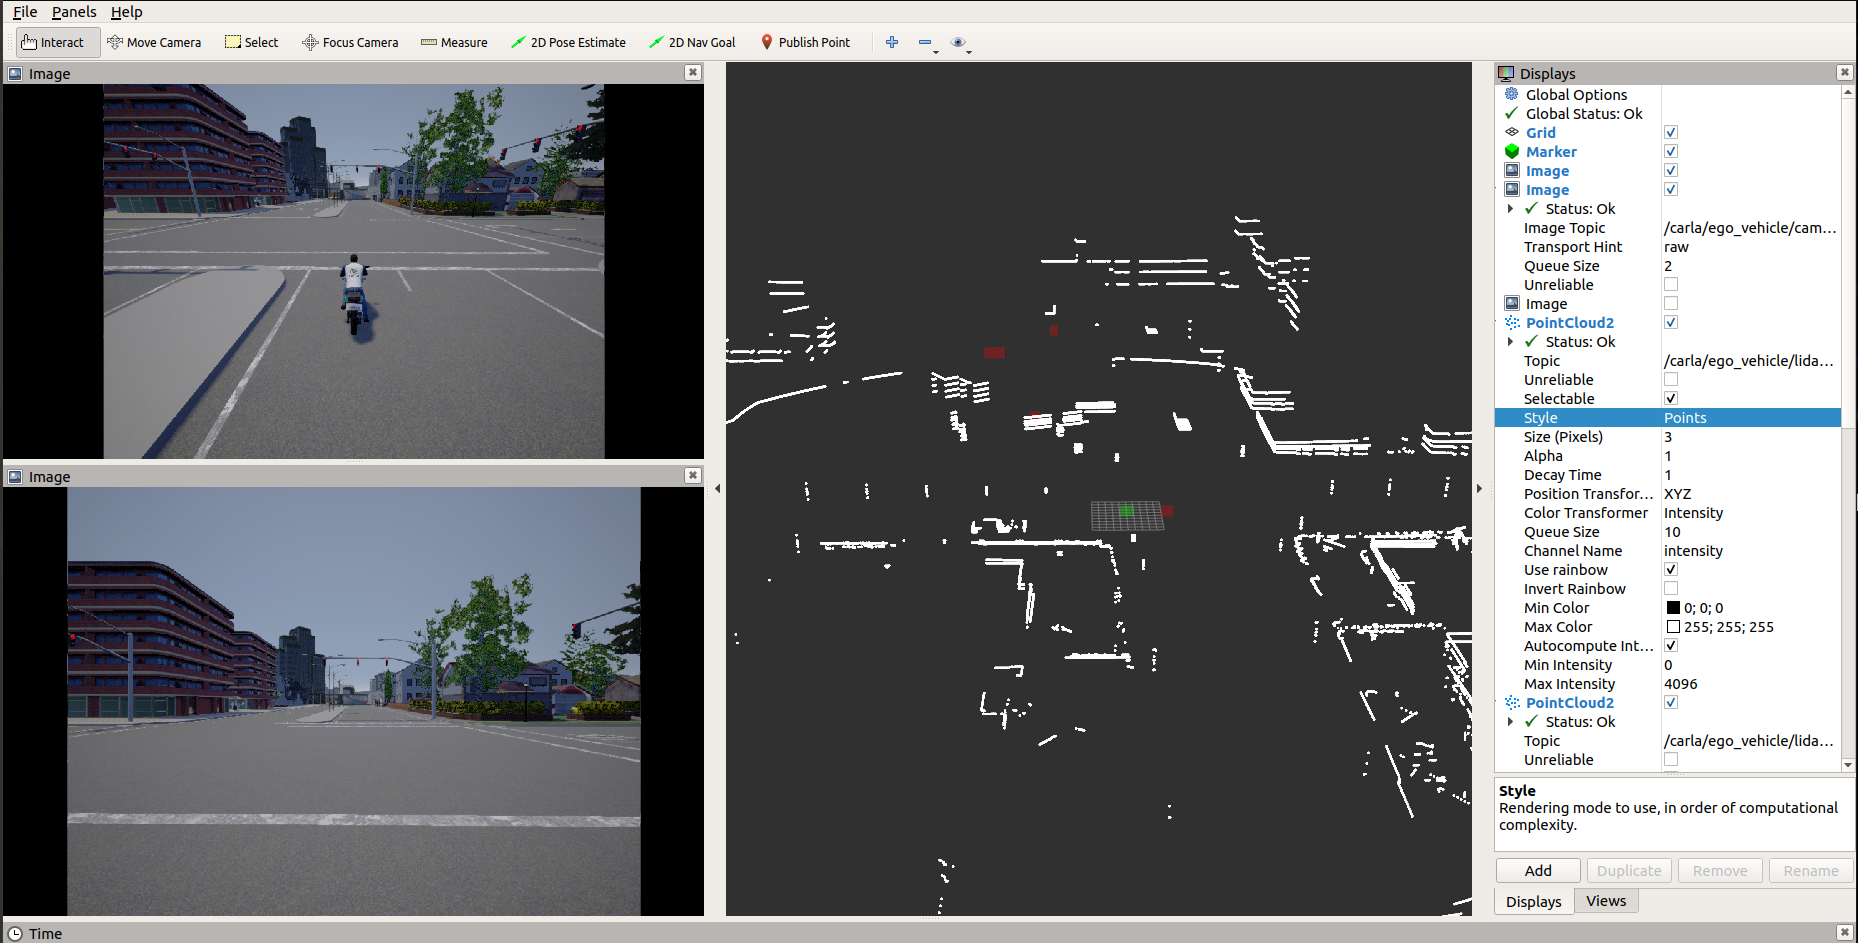 File Panels Help
Interact Move Camera Select Focus Camera Measure 2D Pose Estimate 2D Nav Goal Publish Point
Image
Image
Displays
Global Options
Global Status: Ok
Grid
Marker
Image
Image
Status: Ok
Image Topic /carla/ego_vehicle/cam...
Transport Hint raw
Queue Size 2
Unreliable
Image
PointCloud2
Status: Ok
Topic /carla/ego_vehicle/lida...
Unreliable
Selectable
Style Points
Size (Pixels) 3
Alpha 1
Decay Time 1
Position Transfor... XYZ
Color Transformer Intensity
Queue Size 10
Channel Name intensity
Use rainbow
Invert Rainbow
Min Color 0; 0; 0
Max Color 255; 255; 255
Autocompute Int...
Min Intensity 0
Max Intensity 4096
PointCloud2
Status: Ok
Topic /carla/ego_vehicle/lida...
Unreliable
Style
Rendering mode to use, in order of computational
complexity.
Add Duplicate Remove Rename
Displays Views
Time